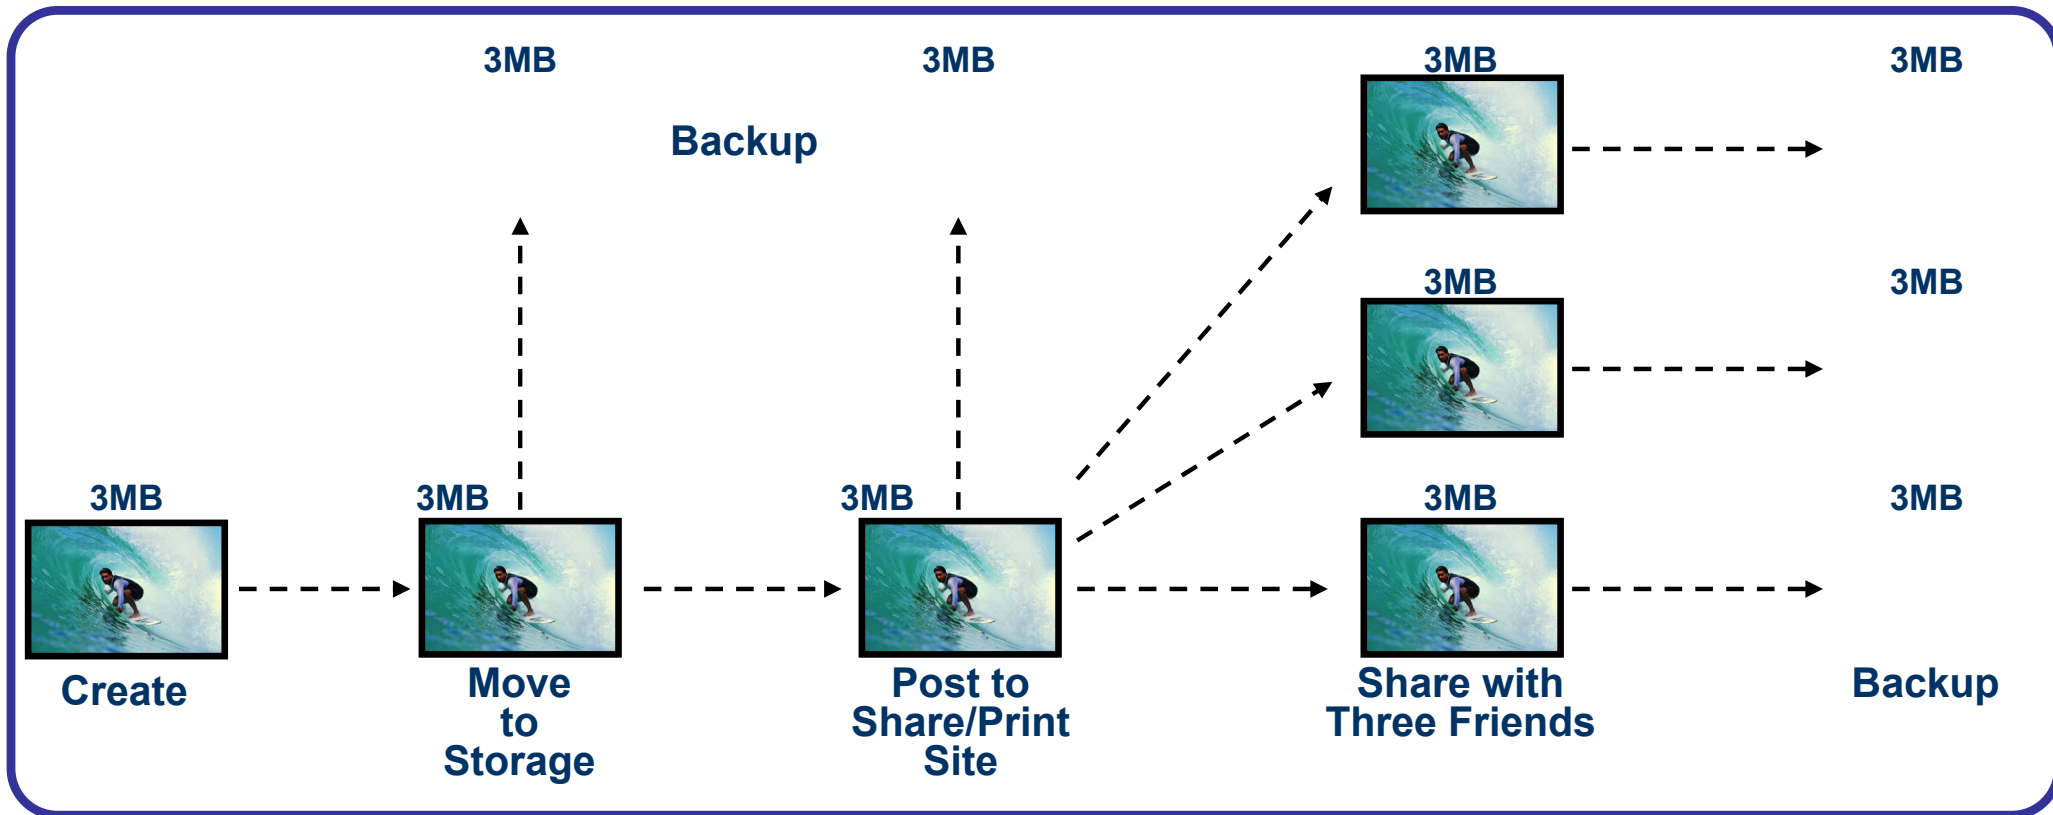 3MB
3MB
3MB
3MB
Backup
3MB
3MB
3MB
3MB
3MB
3MB
3MB
Create
Move
to
Storage
Post to
Share/Print
Site
Share with
Three Friends
Backup